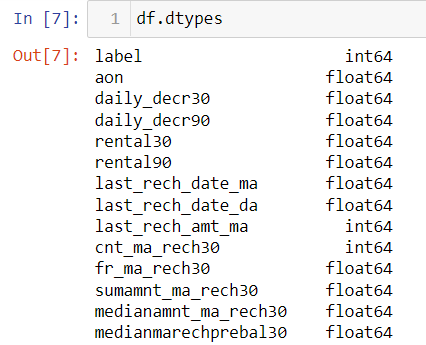 In [7]: 1 df.dtypes
Out[7]: label int64
aon float64
daily_decr30 float64
daily_decr90 float64
rental30 float64
rental90 float64
last_rech_date_ma float64
last_rech_date_da float64
last_rech_amt_ma int64
cnt_ma_rech30 int64
fr_ma_rech30 float64
sumamnt_ma_rech30 float64
medianamnt_ma_rech30 float64
medianmarechprebal30 float64